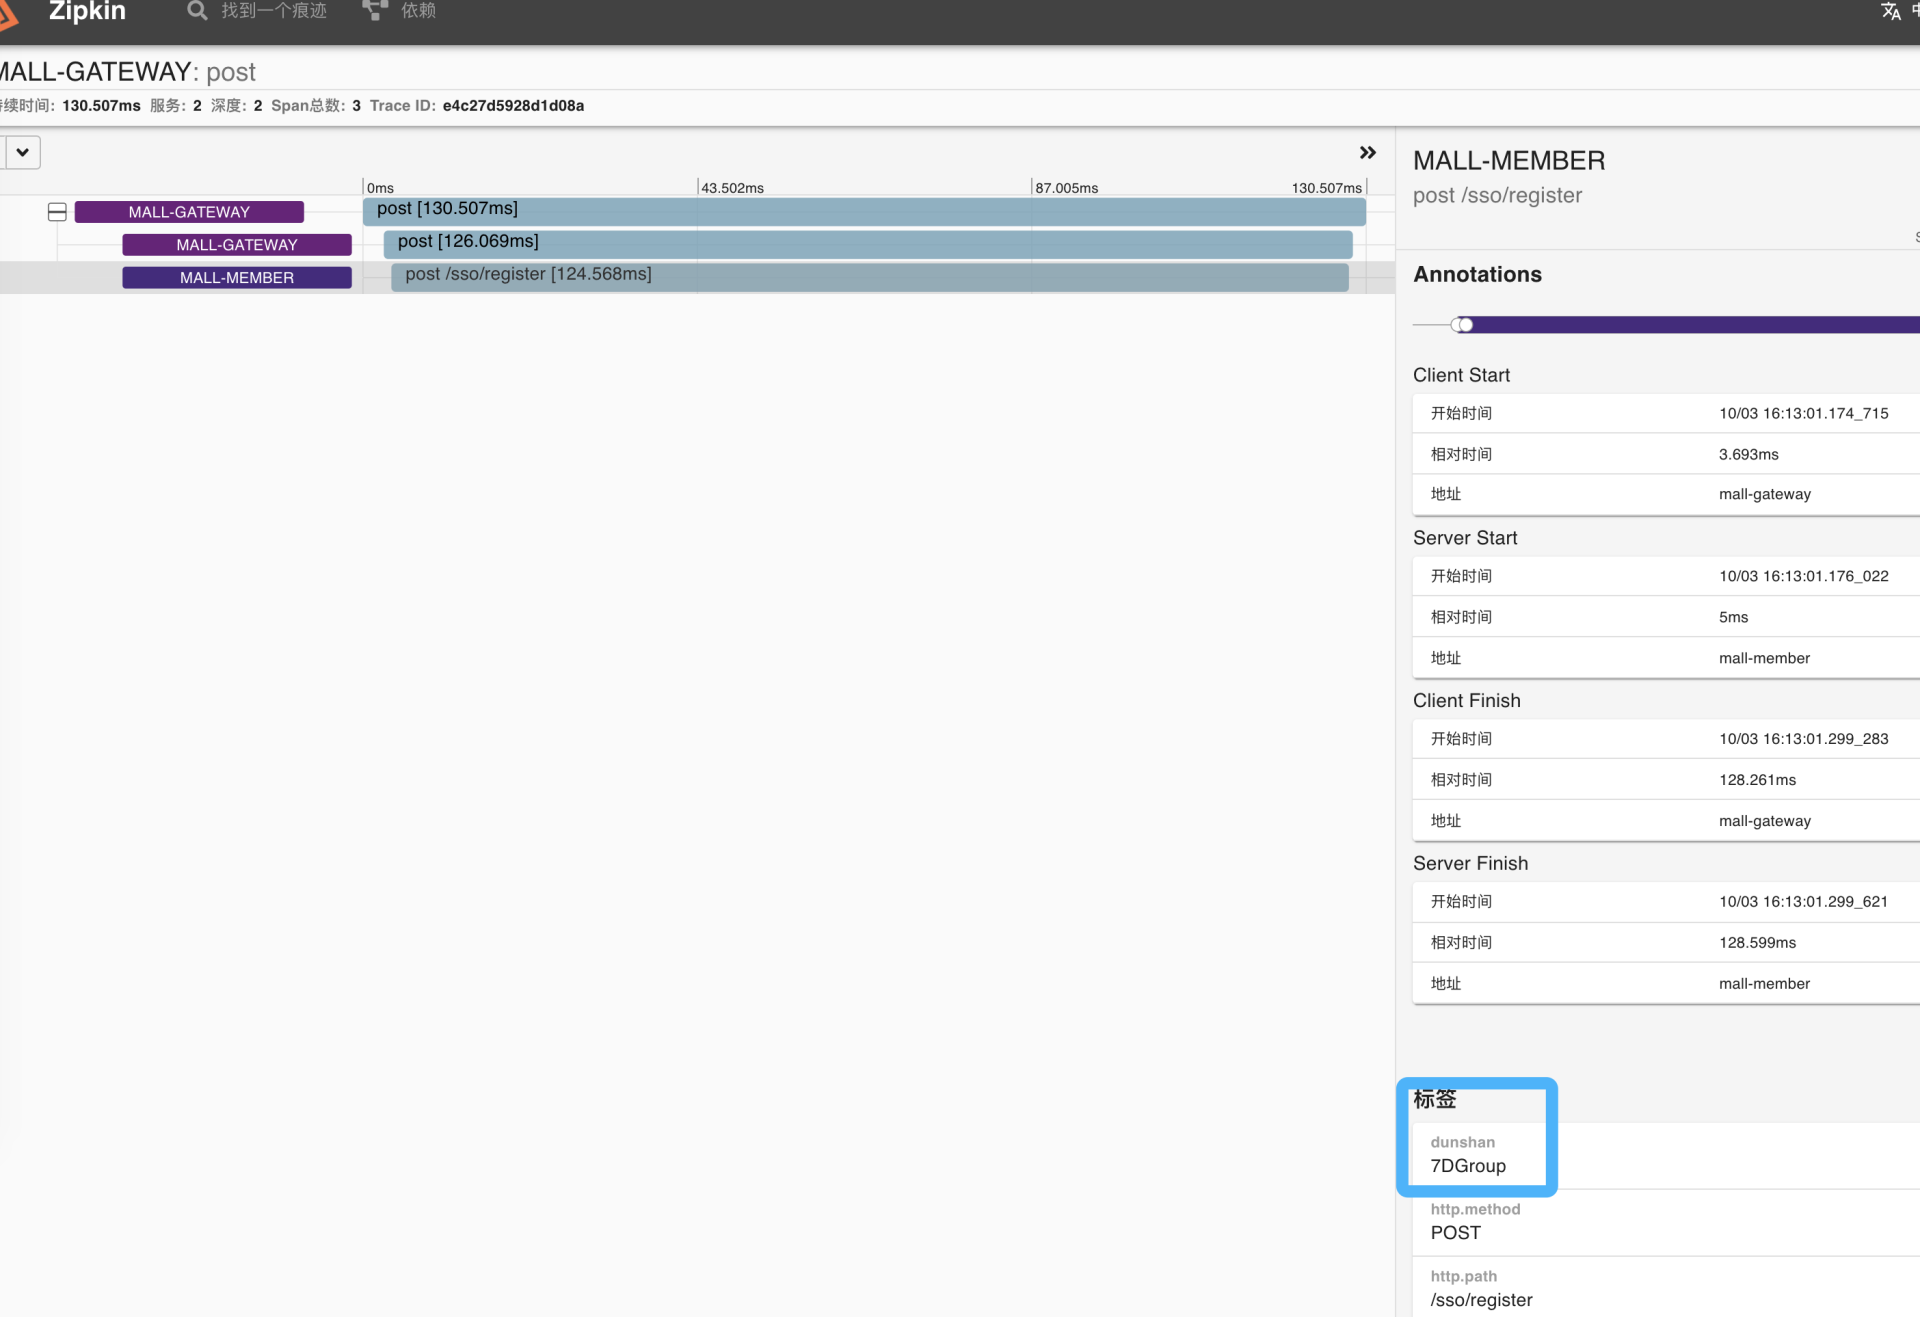 Zipkin 找到一个痕迹 依赖
MALL-GATEWAY: post
持续时间: 130.507ms 服务: 2 深度: 2 Span总数: 3 Trace ID: e4c27d5928d1d08a
0ms 43.502ms 87.005ms 130.507ms
MALL-GATEWAY post [130.507ms]
MALL-GATEWAY post [126.069ms]
MALL-MEMBER post /sso/register [124.568ms]
MALL-MEMBER
post /sso/register
Annotations
Client Start
开始时间 10/03 16:13:01.174_715
相对时间 3.693ms
地址 mall-gateway
Server Start
开始时间 10/03 16:13:01.176_022
相对时间 5ms
地址 mall-member
Client Finish
开始时间 10/03 16:13:01.299_283
相对时间 128.261ms
地址 mall-gateway
Server Finish
开始时间 10/03 16:13:01.299_621
相对时间 128.599ms
地址 mall-member
标签
dunshan
7DGroup
http.method
POST
http.path
/sso/register